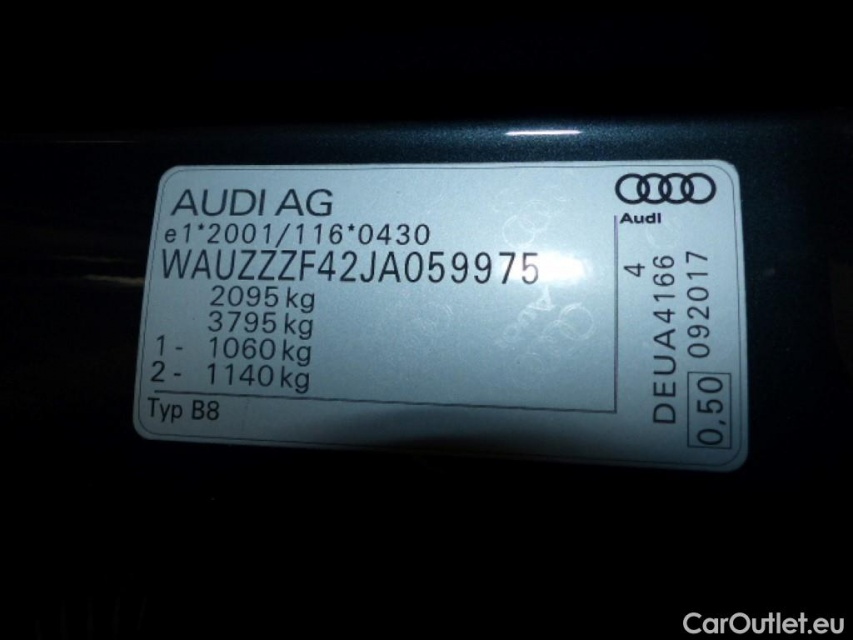 AUDI AG
e1*2001/116*0430
WAUZZZF42JA059975
2095 kg
3795 kg
1 - 1060 kg
2 - 1140 kg
Typ B8
Audi
4
DEUA4166
092017
0,50
CarOutlet.eu